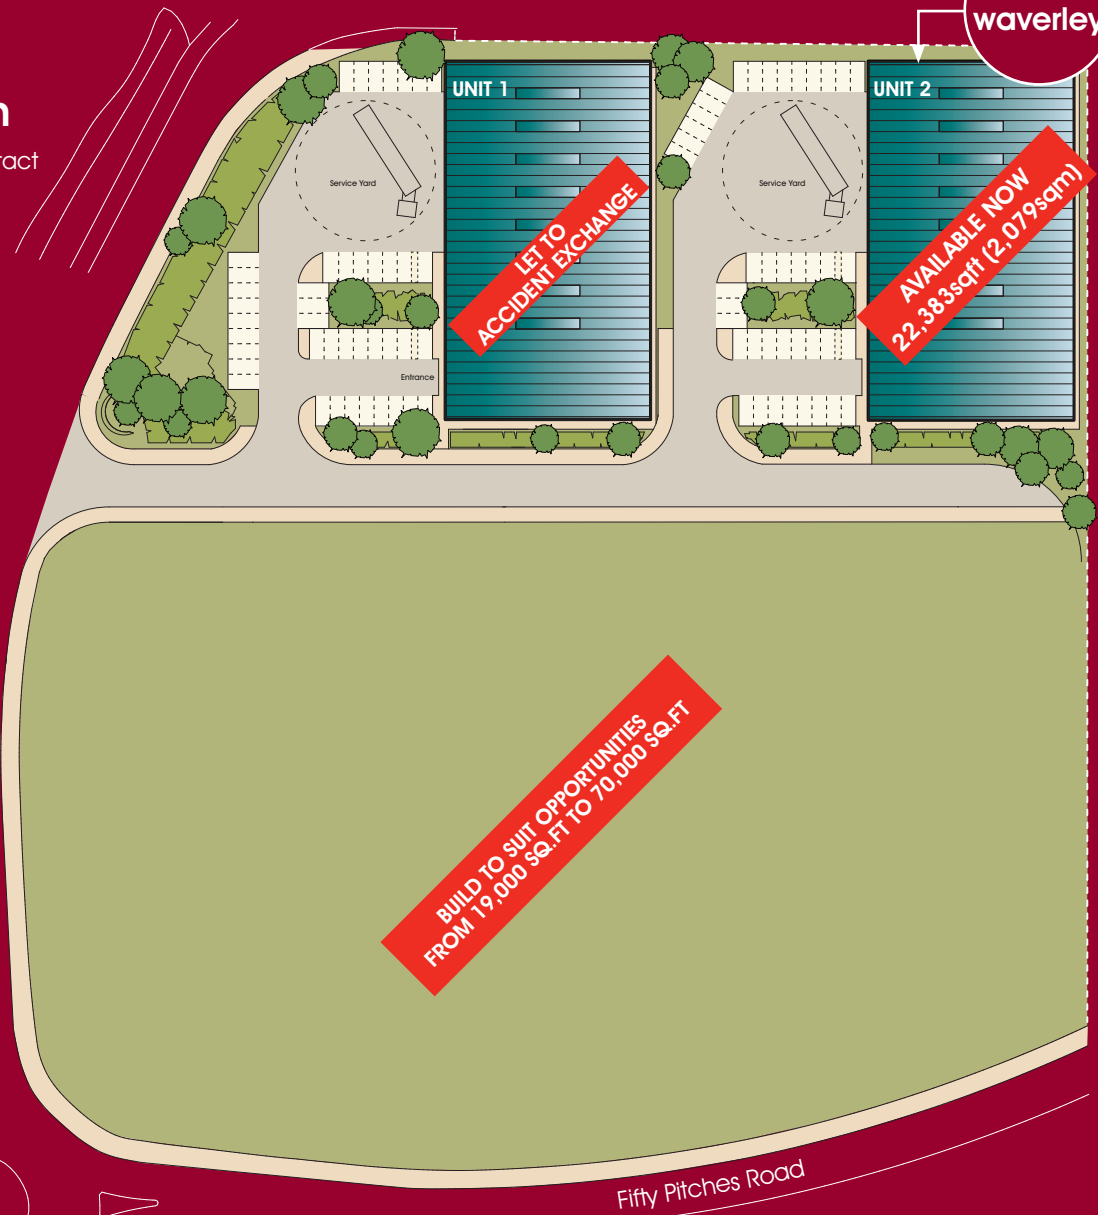 waverley
UNIT 1
UNIT 2
Service Yard
Service Yard
LET TO
ACCIDENT EXCHANGE
AVAILABLE NOW
22,383sqft (2,079sqm)
Entrance
BUILD TO SUIT OPPORTUNITIES
FROM 19,000 SQ.FT TO 70,000 SQ.FT
Fifty Pitches Road